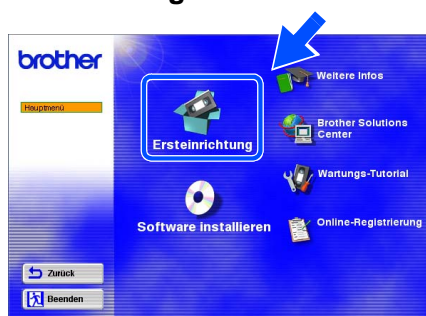 brother
Hauptmenü
Ersteinrichtung
Software installieren
Weitere Infos
Brother Solutions
Center
Wartungs-Tutorial
Online-Registrierung
Zurück
Beenden